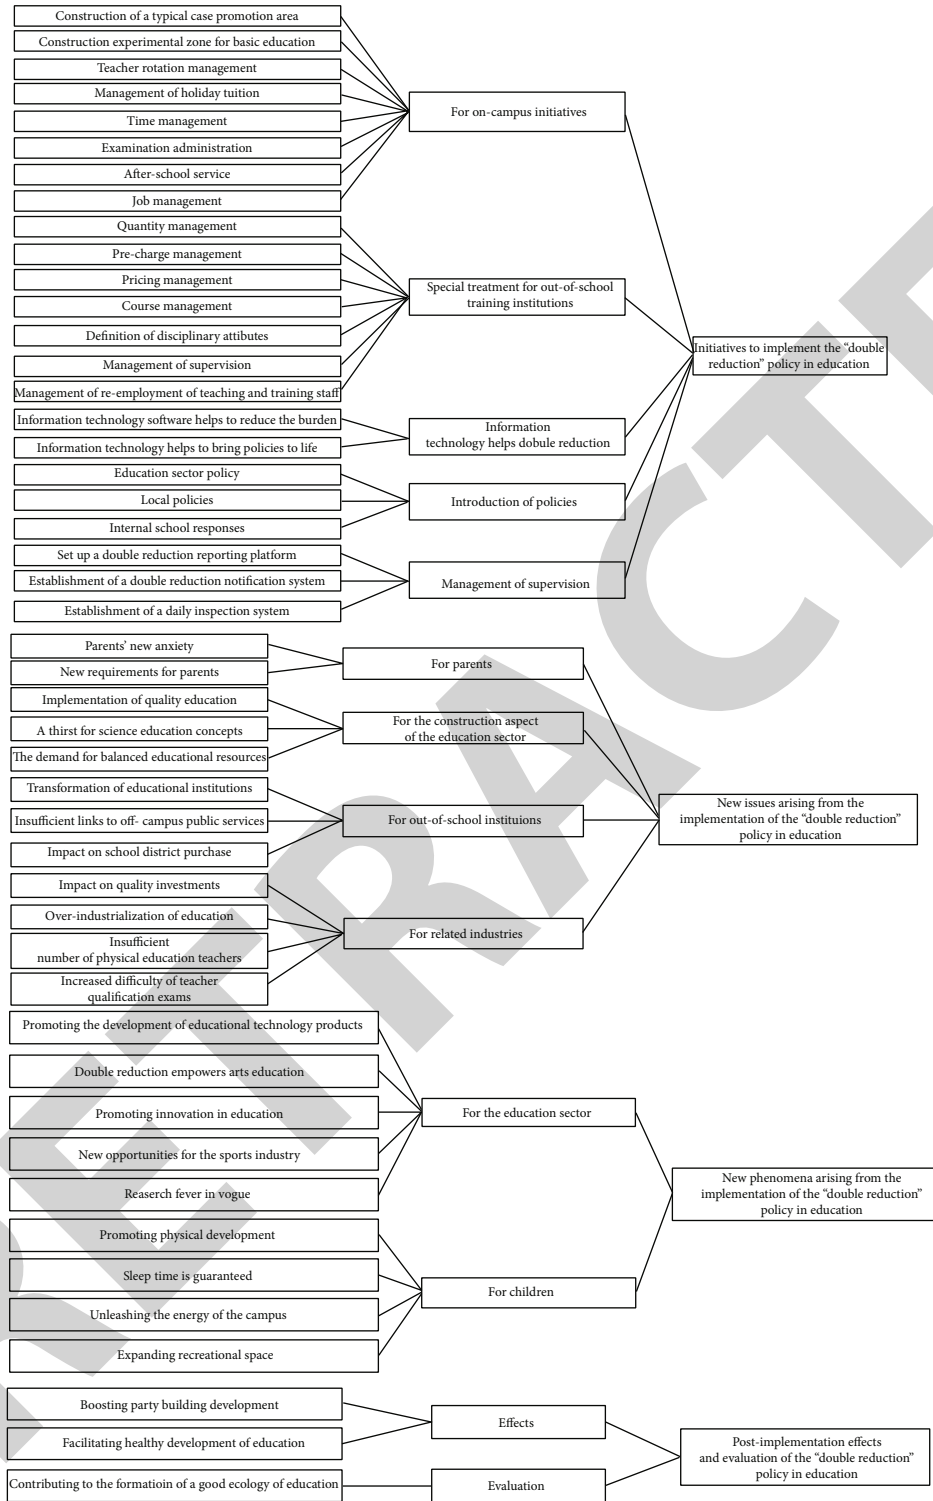 Construction of a typical case promotion area
Construction experimental zone for basic education
Teacher rotation management
Management of holiday tuition
Time management
Examination administration
After-school service
Job management
For on-campus initiatives
Quantity management
Pre-charge management
Pricing management
Course management
Definition of disciplinary attibutes
Management of supervision
Management of re-employment of teaching and training staff
Special treatment for out-of-school
training institutions
Information technology software helps to reduce the burden
Information technology helps to bring policies to life
Information
technology helps dobule reduction
Education sector policy
Local policies
Internal school responses
Introduction of policies
Set up a double reduction reporting platform
Establishment of a double reduction notification system
Establishment of a daily inspection system
Management of supervision
Initiatives to implement the “double
reduction” policy in education
Parents’ new anxiety
New requirements for parents
For parents
Implementation of quality education
A thirst for science education concepts
The demand for balanced educational resources
For the construction aspect
of the education sector
Transformation of educational institutions
Insufficient links to off- campus public services
Impact on school district purchase
For out-of-school instituions
Impact on quality investments
Over-industrialization of education
Insufficient
number of physical education teachers
Increased difficulty of teacher
qualification exams
For related industries
New issues arising from the
implementation of the “double reduction”
policy in education
Promoting the development of educational technology products
Double reduction empowers arts education
Promoting innovation in education
New opportunities for the sports industry
Reaserch fever in vogue
For the education sector
Promoting physical development
Sleep time is guaranteed
Unleashing the energy of the campus
Expanding recreational space
For children
New phenomena arising from the
implementation of the “double reduction”
policy in education
Boosting party building development
Facilitating healthy development of education
Effects
Contributing to the formatioin of a good ecology of education
Evaluation
Post-implementation effects
and evaluation of the “double reduction”
policy in education
RETRACTE